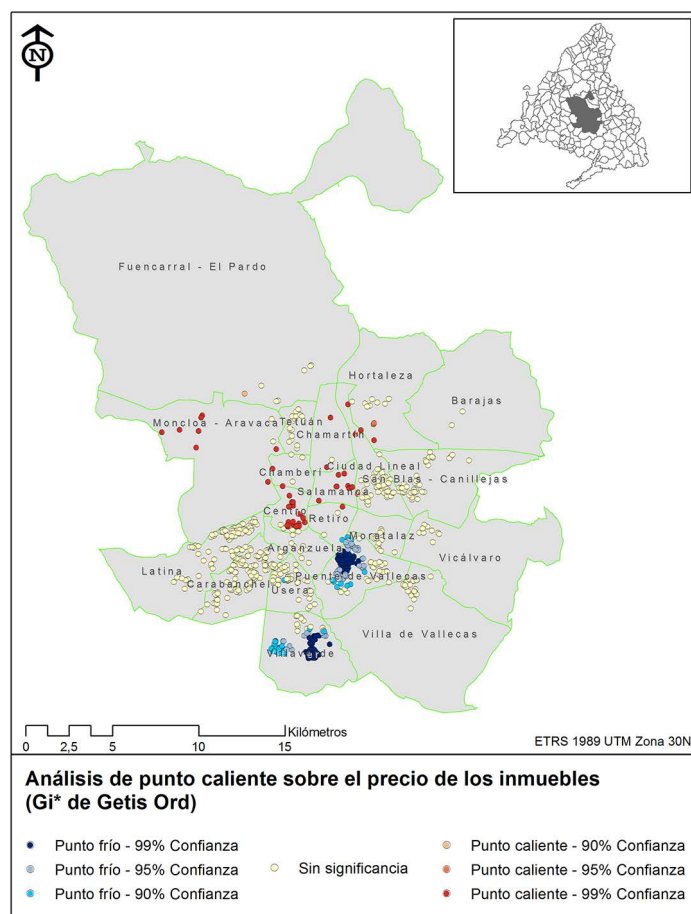 N
Fuencarral - El Pardo
Hortaleza
Barajas
Moncloa - Aravaca
Tetuán
Chamartín
Ciudad Lineal
Chamberí
San Blas - Canillejas
Salamanca
Centro
Retiro
Moratalaz
Arganzuela
Vicálvaro
Latina
Puente de Vallecas
Carabanchel
Usera
Villa de Vallecas
Villaverde
Kilómetros
0 2,5 5 10 15
ETRS 1989 UTM Zona 30N
Análisis de punto caliente sobre el precio de los inmuebles
(Gi* de Getis Ord)
Punto frío - 99% Confianza
Punto frío - 95% Confianza
Punto frío - 90% Confianza
Sin significancia
Punto caliente - 90% Confianza
Punto caliente - 95% Confianza
Punto caliente - 99% Confianza